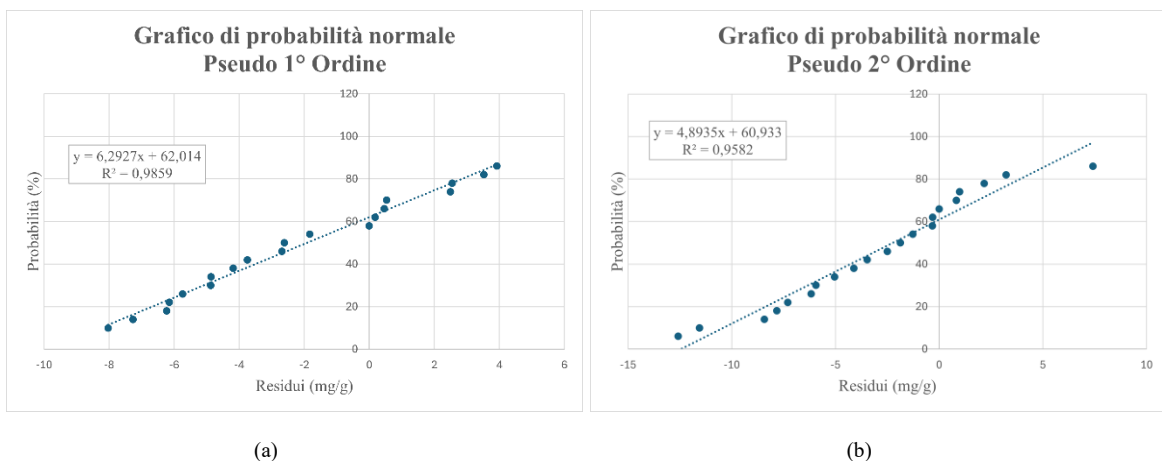 Grafico di probabilità normale
Pseudo 1° Ordine
120
100
80
60
40
20
0
y = 6,2927x + 62,014
R² = 0,9859
Probabilità (%)
-10 -8 -6 -4 -2 0 2 4 6
Residui (mg/g)
(a)
Grafico di probabilità normale
Pseudo 2° Ordine
120
100
80
60
40
20
0
y = 4,8935x + 60,933
R² = 0,9582
Probabilità (%)
-15 -10 -5 0 5 10
Residui (mg/g)
(b)